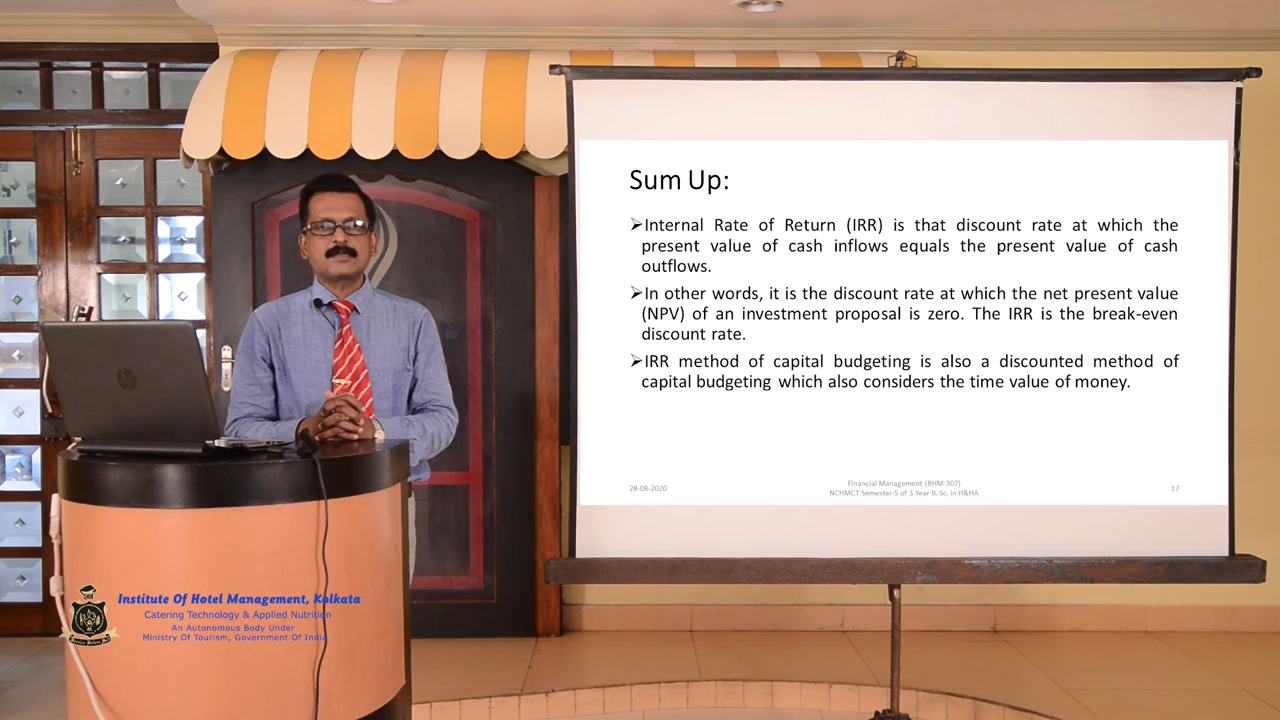 Sum Up:
➢Internal Rate of Return (IRR) is that discount rate at which the
present value of cash inflows equals the present value of cash
outflows.
➢In other words, it is the discount rate at which the net present value
(NPV) of an investment proposal is zero. The IRR is the break-even
discount rate.
➢IRR method of capital budgeting is also a discounted method of
capital budgeting which also considers the time value of money.
28-08-2020
Financial Management (BHM-307)
NCHMCT Semester-5 of 3 Year B. Sc. in H&HA
17
Institute Of Hotel Management, Kolkata
Catering Technology & Applied Nutrition
An Autonomous Body Under
Ministry Of Tourism, Government Of India